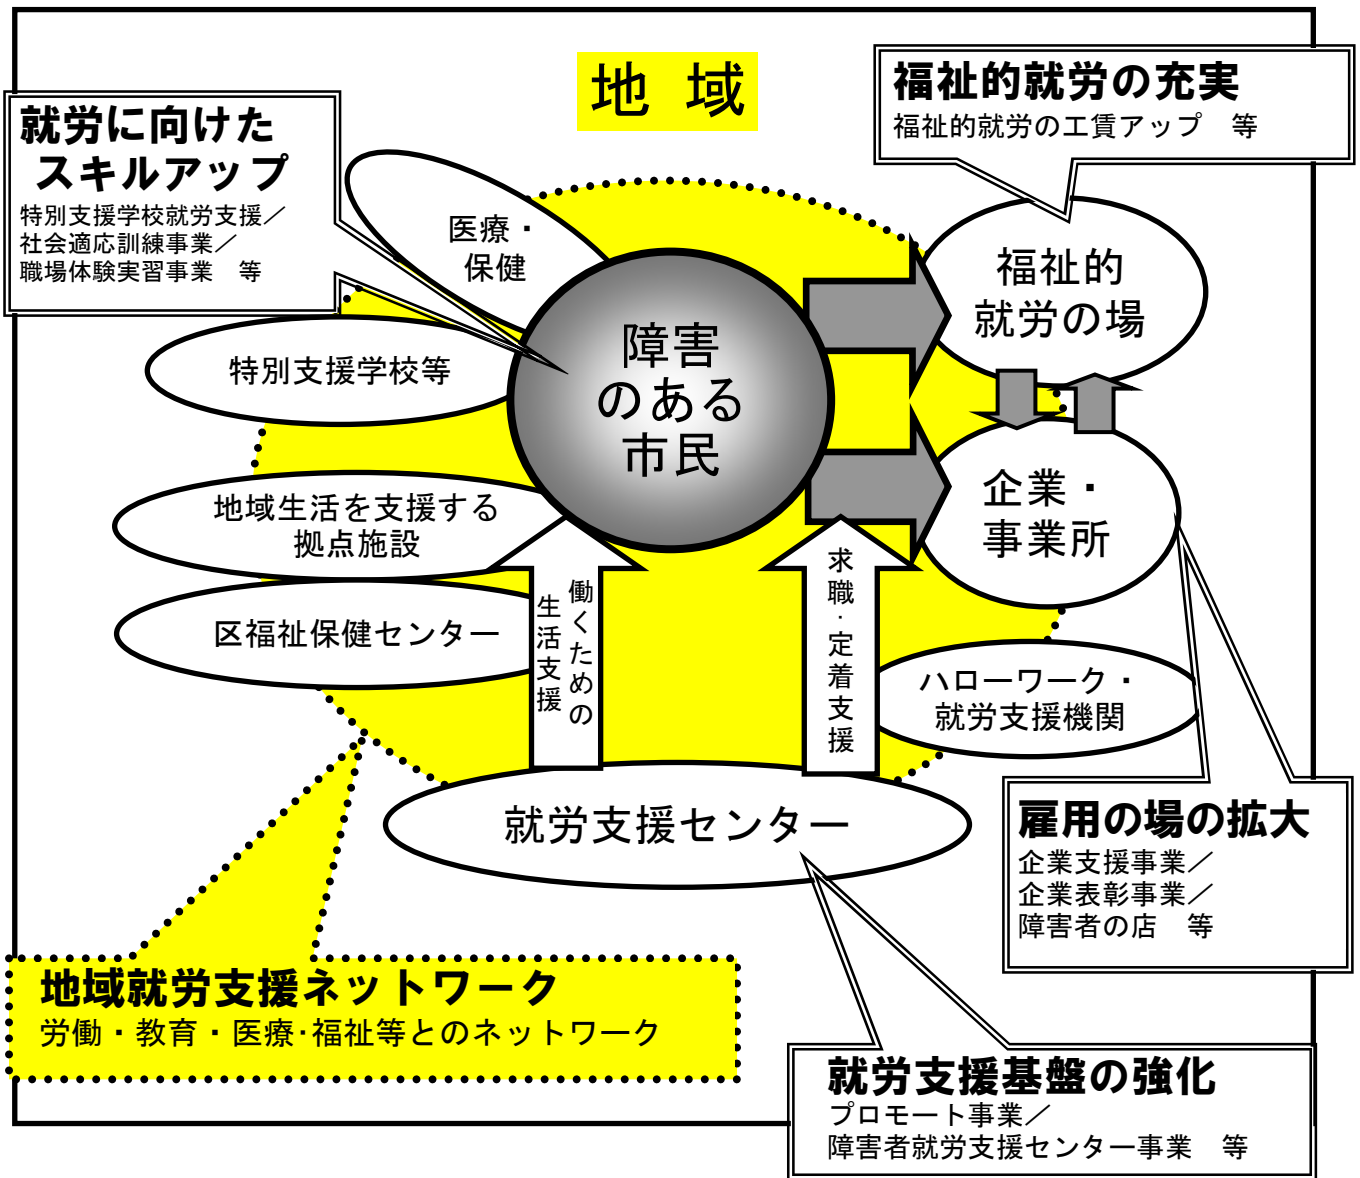 地 域
福祉的就労の充実
福祉的就労の工賃アップ 等
就労に向けた
スキルアップ
特別支援学校就労支援／
社会適応訓練事業／
職場体験実習事業 等
医療・
保健
福祉的
就労の場
障害
のある
市民
特別支援学校等
企業・
事業所
地域生活を支援する
拠点施設
区福祉保健センター
働くための
生活支援
求職・定着支援
ハローワーク・
就労支援機関
就労支援センター
雇用の場の拡大
企業支援事業／
企業表彰事業／
障害者の店 等
地域就労支援ネットワーク
労働・教育・医療・福祉等とのネットワーク
就労支援基盤の強化
プロモート事業／
障害者就労支援センター事業 等